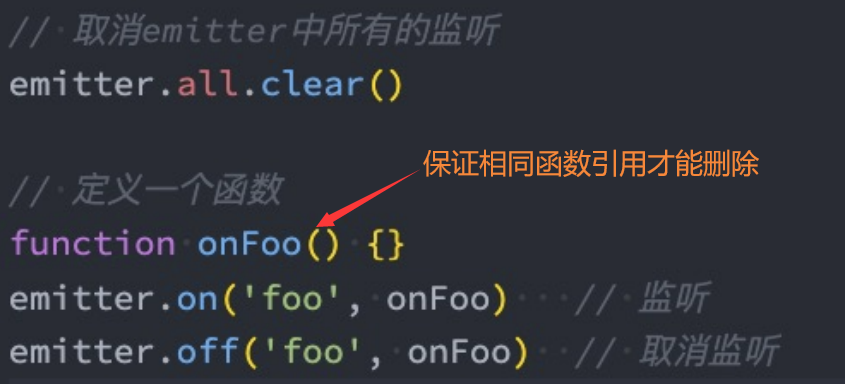 // 取消emitter中所有的监听
emitter.all.clear()
保证相同函数引用才能删除
// 定义一个函数
function onFoo() {}
emitter.on('foo', onFoo) // 监听
emitter.off('foo', onFoo) // 取消监听